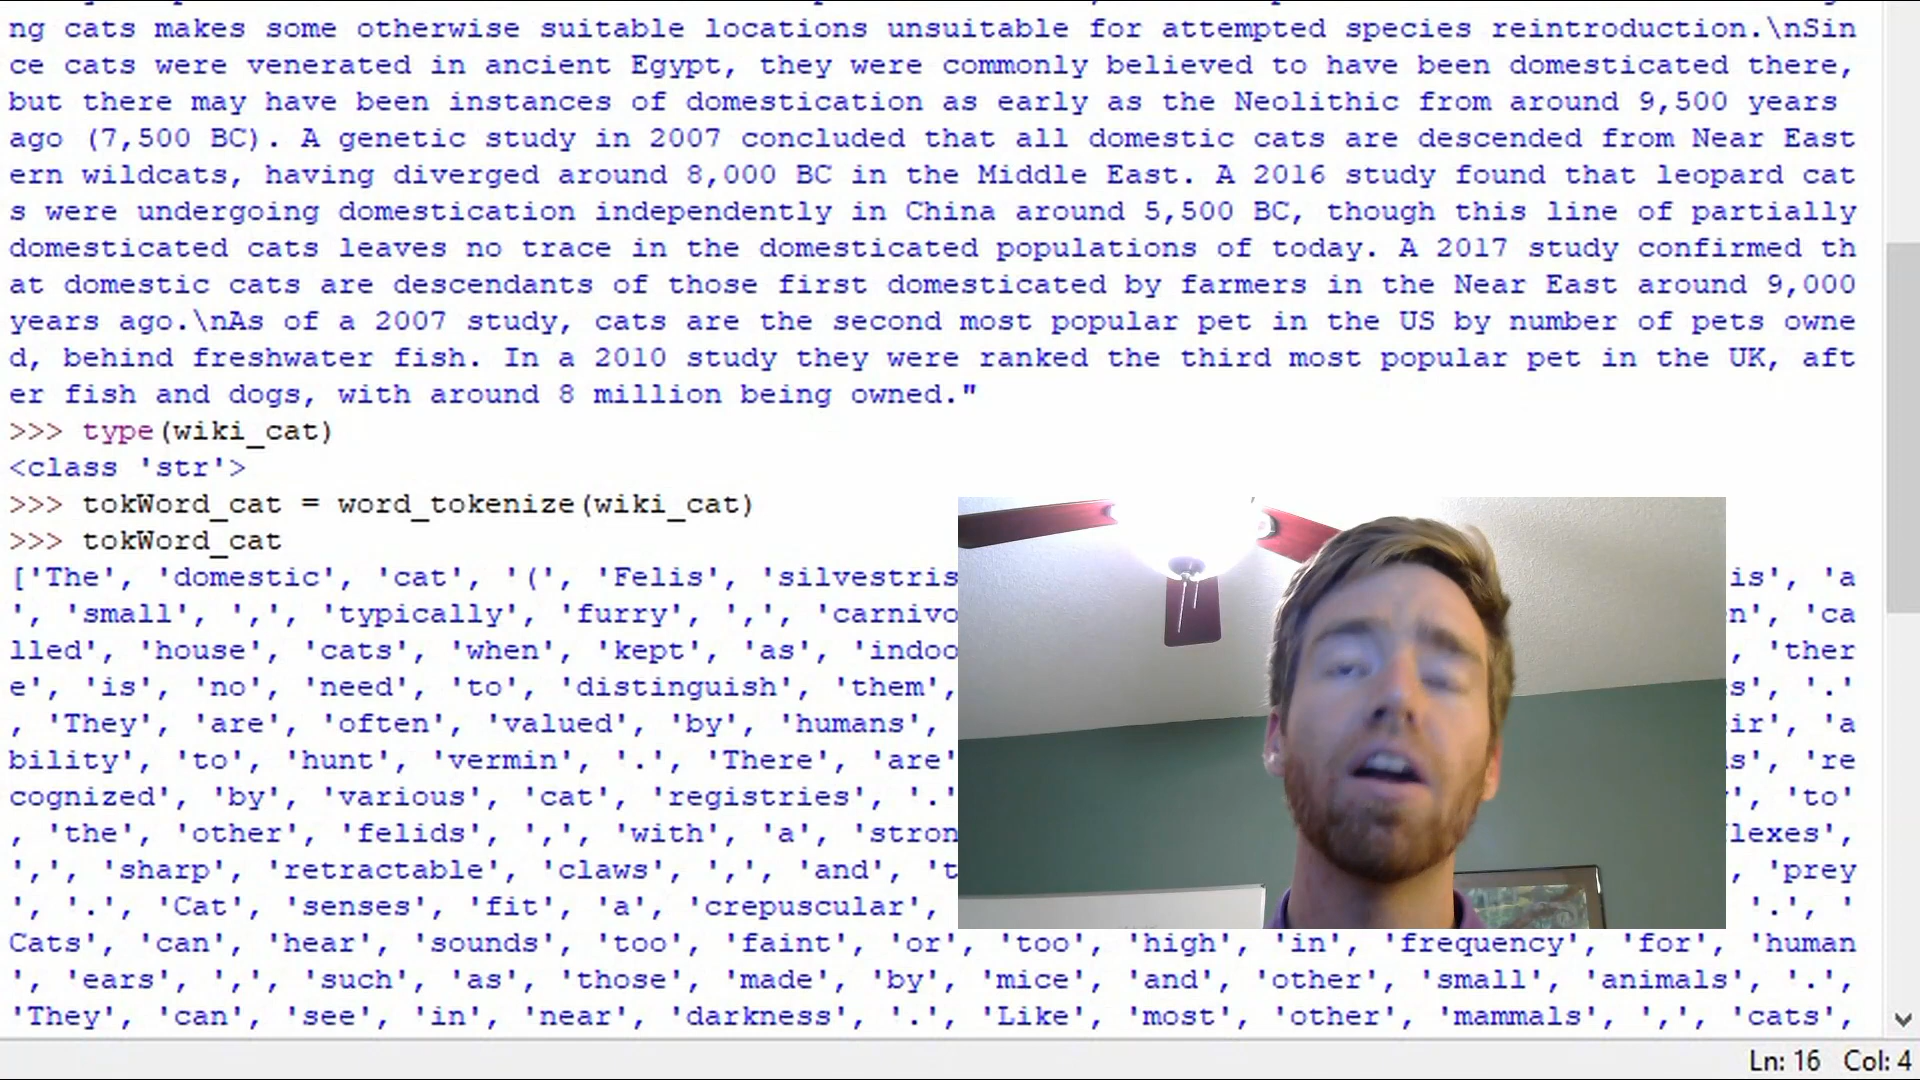 ng cats makes some otherwise suitable locations unsuitable for attempted species reintroduction.\nSin
ce cats were venerated in ancient Egypt, they were commonly believed to have been domesticated there,
but there may have been instances of domestication as early as the Neolithic from around 9,500 years
ago (7,500 BC). A genetic study in 2007 concluded that all domestic cats are descended from Near East
ern wildcats, having diverged around 8,000 BC in the Middle East. A 2016 study found that leopard cat
s were undergoing domestication independently in China around 5,500 BC, though this line of partially
domesticated cats leaves no trace in the domesticated populations of today. A 2017 study confirmed th
at domestic cats are descendants of those first domesticated by farmers in the Near East around 9,000
years ago.\nAs of a 2007 study, cats are the second most popular pet in the US by number of pets owne
d, behind freshwater fish. In a 2010 study they were ranked the third most popular pet in the UK, aft
er fish and dogs, with around 8 million being owned."
>>> type(wiki_cat)
<class 'str'>
>>> tokWord_cat = word_tokenize(wiki_cat)
>>> tokWord_cat
['The', 'domestic', 'cat', '(', 'Felis', 'silvestris is', 'a
', 'small', ',', 'typically', 'furry', ',', 'carnivo n', 'ca
lled', 'house', 'cats', 'when', 'kept', 'as', 'indoo , 'ther
e', 'is', 'no', 'need', 'to', 'distinguish', 'them', s', '.'
, 'They', 'are', 'often', 'valued', 'by', 'humans', ir', 'a
bility', 'to', 'hunt', 'vermin', '.', 'There', 'are' s', 're
cognized', 'by', 'various', 'cat', 'registries', '.' ', 'to'
, 'the', 'other', 'felids', ',', 'with', 'a', 'stron lexes',
',', 'sharp', 'retractable', 'claws', ',', 'and', 't , 'prey
', '.', 'Cat', 'senses', 'fit', 'a', 'crepuscular', '.', '
Cats', 'can', 'hear', 'sounds', 'too', 'faint', 'or', 'too', 'high', 'in', 'frequency', 'for', 'human
', 'ears', ',', 'such', 'as', 'those', 'made', 'by', 'mice', 'and', 'other', 'small', 'animals', '.',
'They', 'can', 'see', 'in', 'near', 'darkness', '.', 'Like', 'most', 'other', 'mammals', ',', 'cats',
Ln: 16 Col: 4